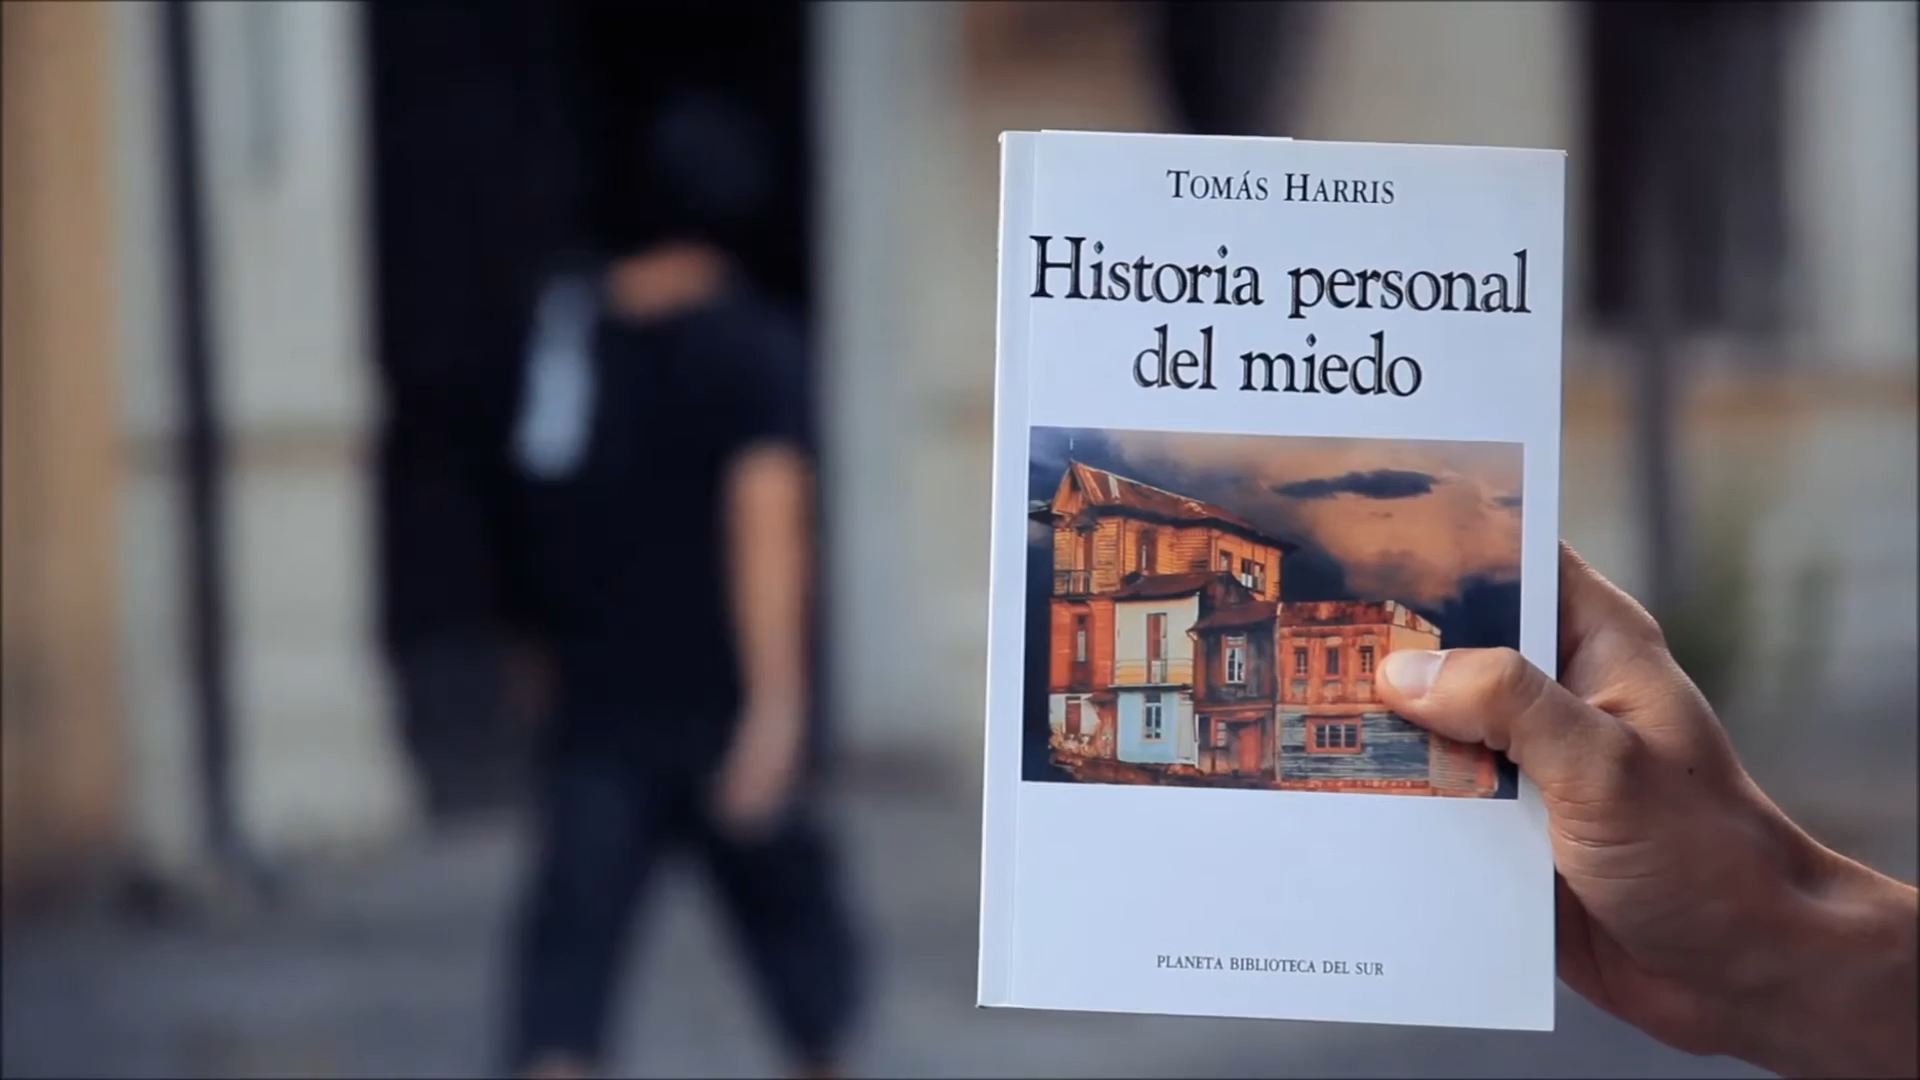 TOMÁS HARRIS
Historia personal
del miedo
PLANETA BIBLIOTECA DEL SUR